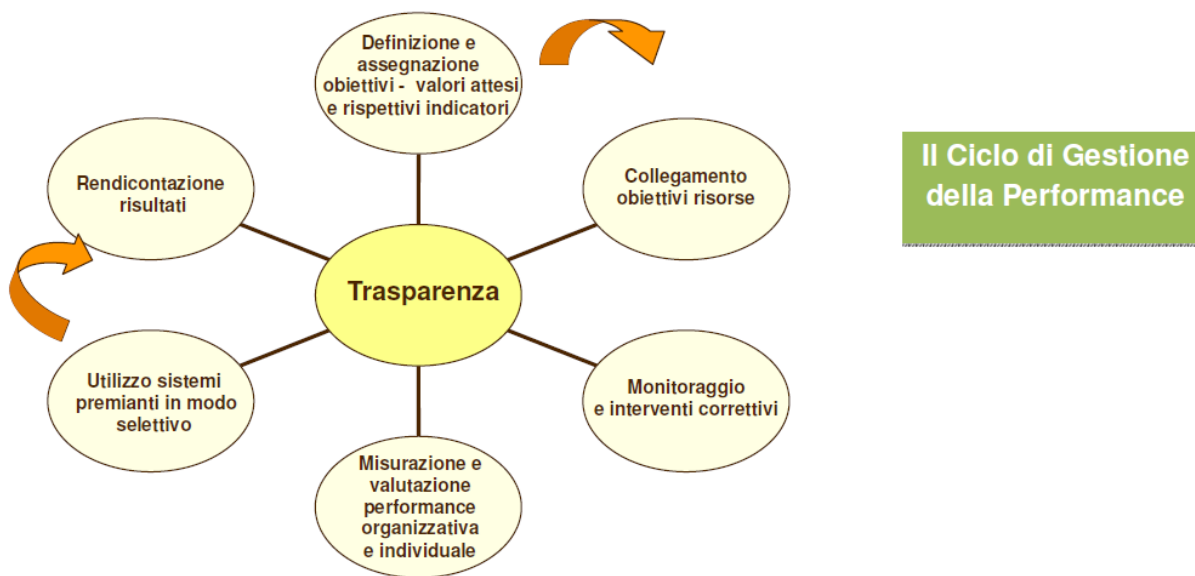 Definizione e
assegnazione
obiettivi - valori attesi
e rispettivi indicatori
Il Ciclo di Gestione
della Performance
Rendicontazione
risultati
Collegamento
obiettivi risorse
Trasparenza
Utilizzo sistemi
premianti in modo
selettivo
Monitoraggio
e interventi correttivi
Misurazione e
valutazione
performance
organizzativa
e individuale